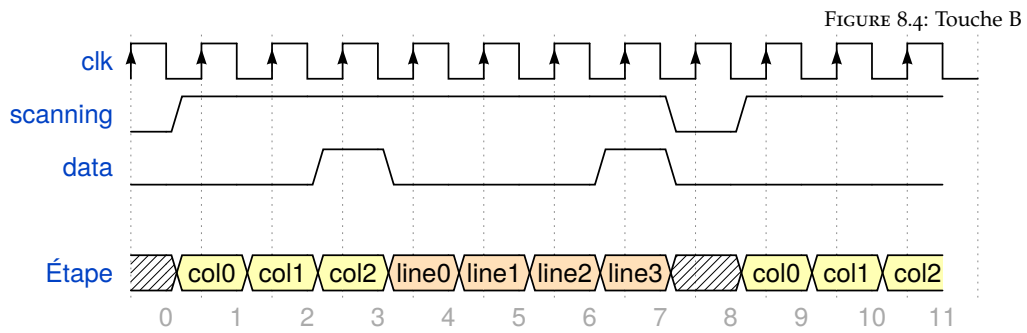 FIGURE 8.4: Touche B
clk
scanning
data
Étape col0 col1 col2 line0 line1 line2 line3 col0 col1 col2
0 1 2 3 4 5 6 7 8 9 10 11